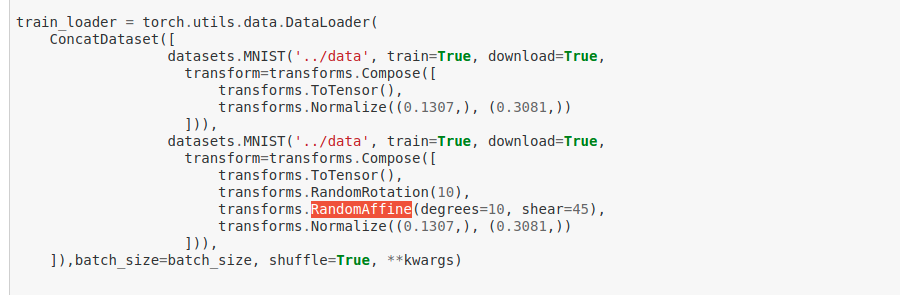 train_loader = torch.utils.data.DataLoader(
    ConcatDataset([
                  datasets.MNIST('../data', train=True, download=True,
                    transform=transforms.Compose([
                        transforms.ToTensor(),
                        transforms.Normalize((0.1307,), (0.3081,))
                    ])),
                  datasets.MNIST('../data', train=True, download=True,
                    transform=transforms.Compose([
                        transforms.ToTensor(),
                        transforms.RandomRotation(10),
                        transforms.RandomAffine(degrees=10, shear=45),
                        transforms.Normalize((0.1307,), (0.3081,))
                    ])),
    ]),batch_size=batch_size, shuffle=True, **kwargs)